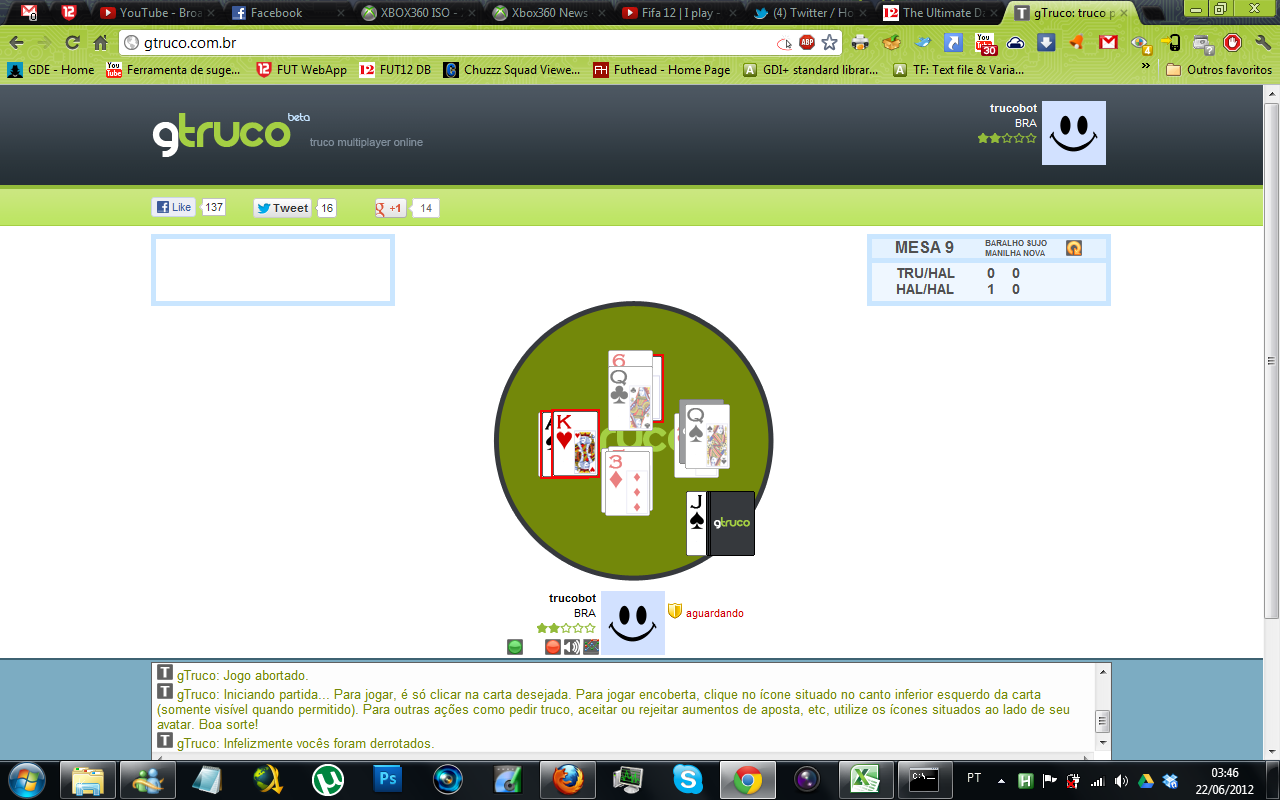 YouTube - Broa
Facebook
XBOX360 ISO - .
Xbox360 News
Fifa 12 | I play -
(4) Twitter / Ho
The Ultimate Da
gTruco: truco p
gtruco.com.br
ABP
30
4
?
GDE - Home
Ferramenta de suge...
FUT WebApp
FUT12 DB
Chuzzz Squad Viewe...
Futhead - Home Page
GDI+ standard librar...
TF: Text file & Varia...
»
Outros favoritos
gtruco beta
truco multiplayer online
trucobot
BRA
Like 137
Tweet 16
+1 14
MESA 9
BARALHO SUJO
MANILHA NOVA
TRU/HAL 0 0
HAL/HAL 1 0
6
Q
A
K
Q
3
J
gtruco
trucobot
BRA
aguardando
T gTruco: Jogo abortado.
T gTruco: Iniciando partida... Para jogar, é só clicar na carta desejada. Para jogar encoberta, clique no ícone situado no canto inferior esquerdo da carta
(somente visível quando permitido). Para outras ações como pedir truco, aceitar ou rejeitar aumentos de aposta, etc, utilize os ícones situados ao lado de seu
avatar. Boa sorte!
T gTruco: Infelizmente vocês foram derrotados.
Ps
PT
03:46
22/06/2012